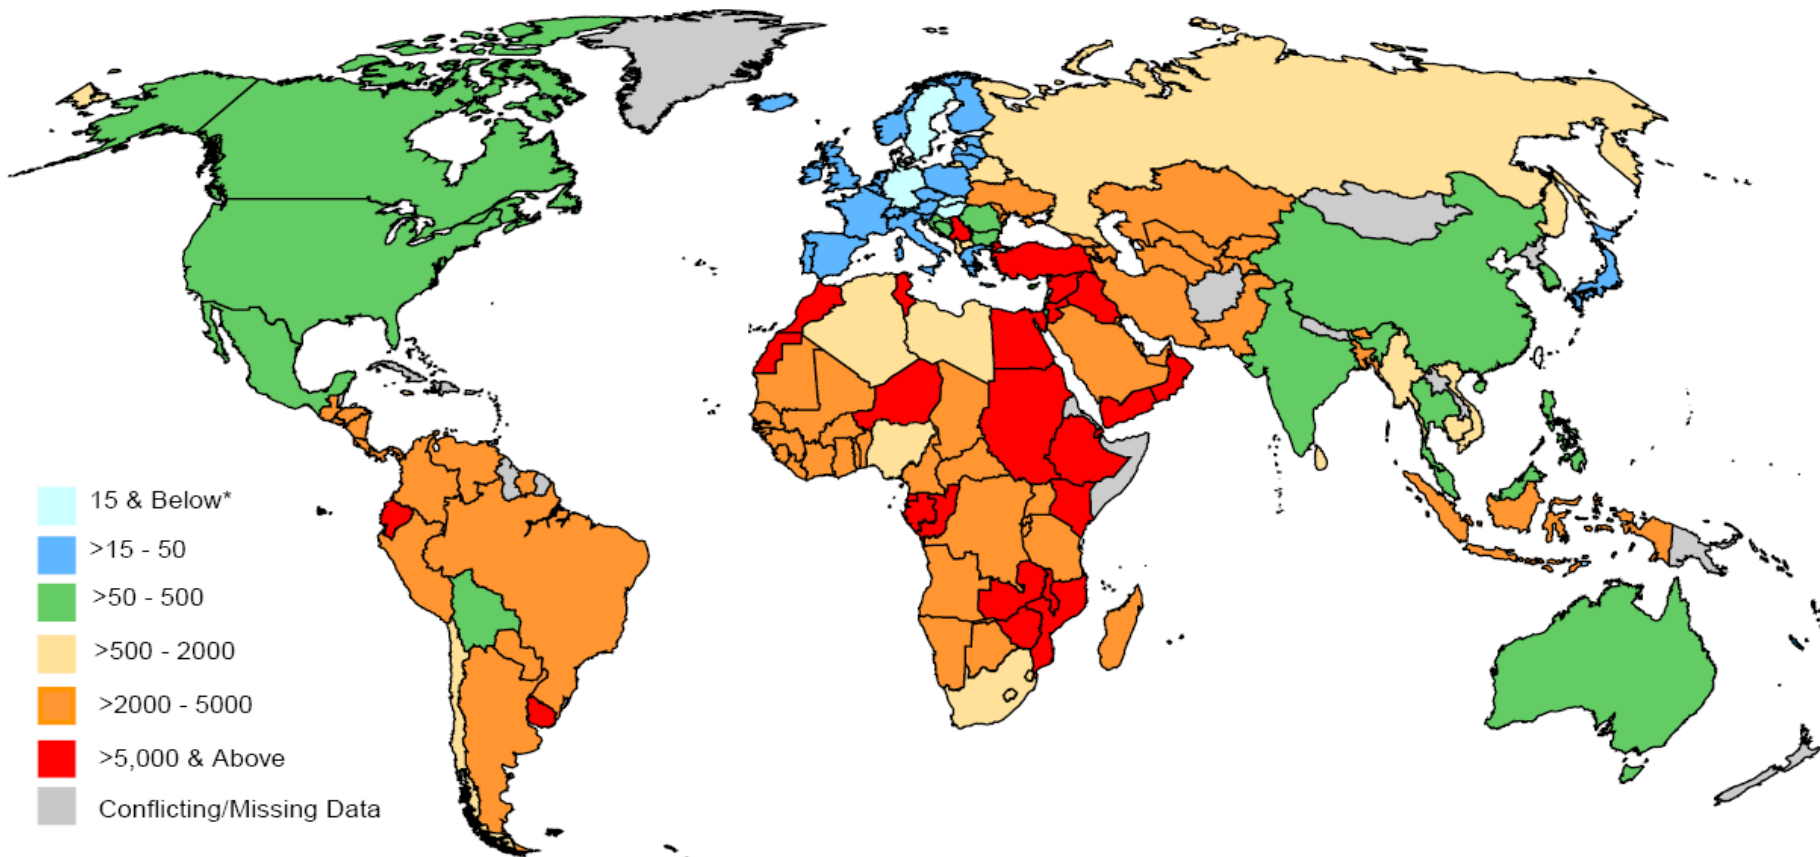 15 & Below*
>15 - 50
>50 - 500
>500 - 2000
>2000 - 5000
>5,000 & Above
Conflicting/Missing Data